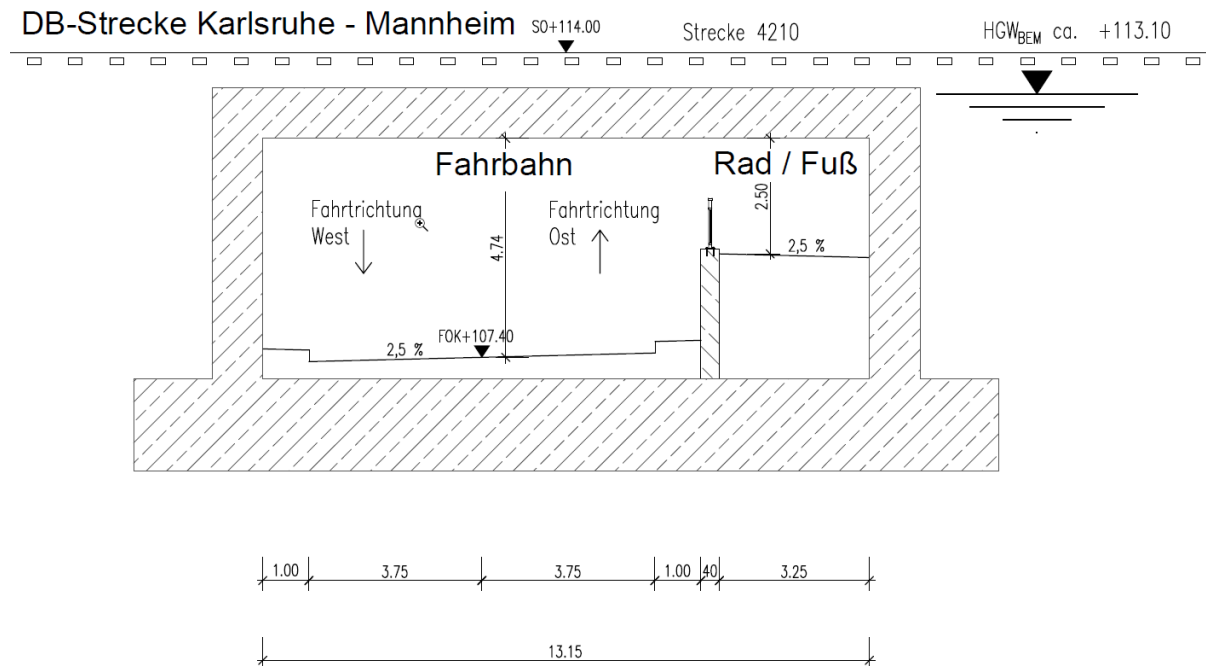 DB-Strecke Karlsruhe - Mannheim
SO+114.00
Strecke 4210
HGWBEM ca. +113.10
Fahrbahn
Rad / Fuß
Fahrtrichtung
West
Fahrtrichtung
Ost
4.74
2.50
2,5 %
FOK+107.40
2,5 %
1.00
3.75
3.75
1.00
40
3.25
13.15